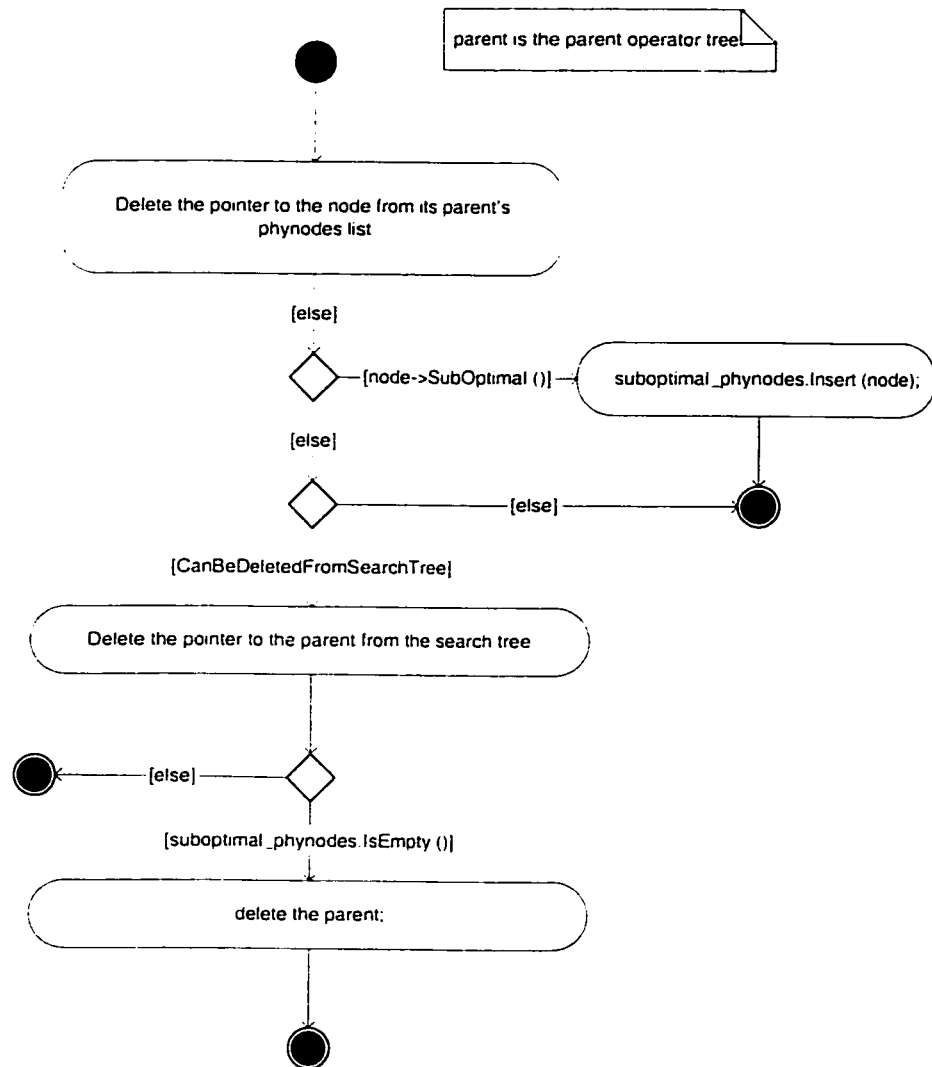 parent is the parent operator tree.
Delete the pointer to the node from its parent's
phynodes list
[else]
[node->SubOptimal ()]
suboptimal_phynodes.Insert (node);
[else]
[else]
[CanBeDeletedFromSearchTree]
Delete the pointer to the parent from the search tree
[else]
[suboptimal_phynodes.IsEmpty ()]
delete the parent;